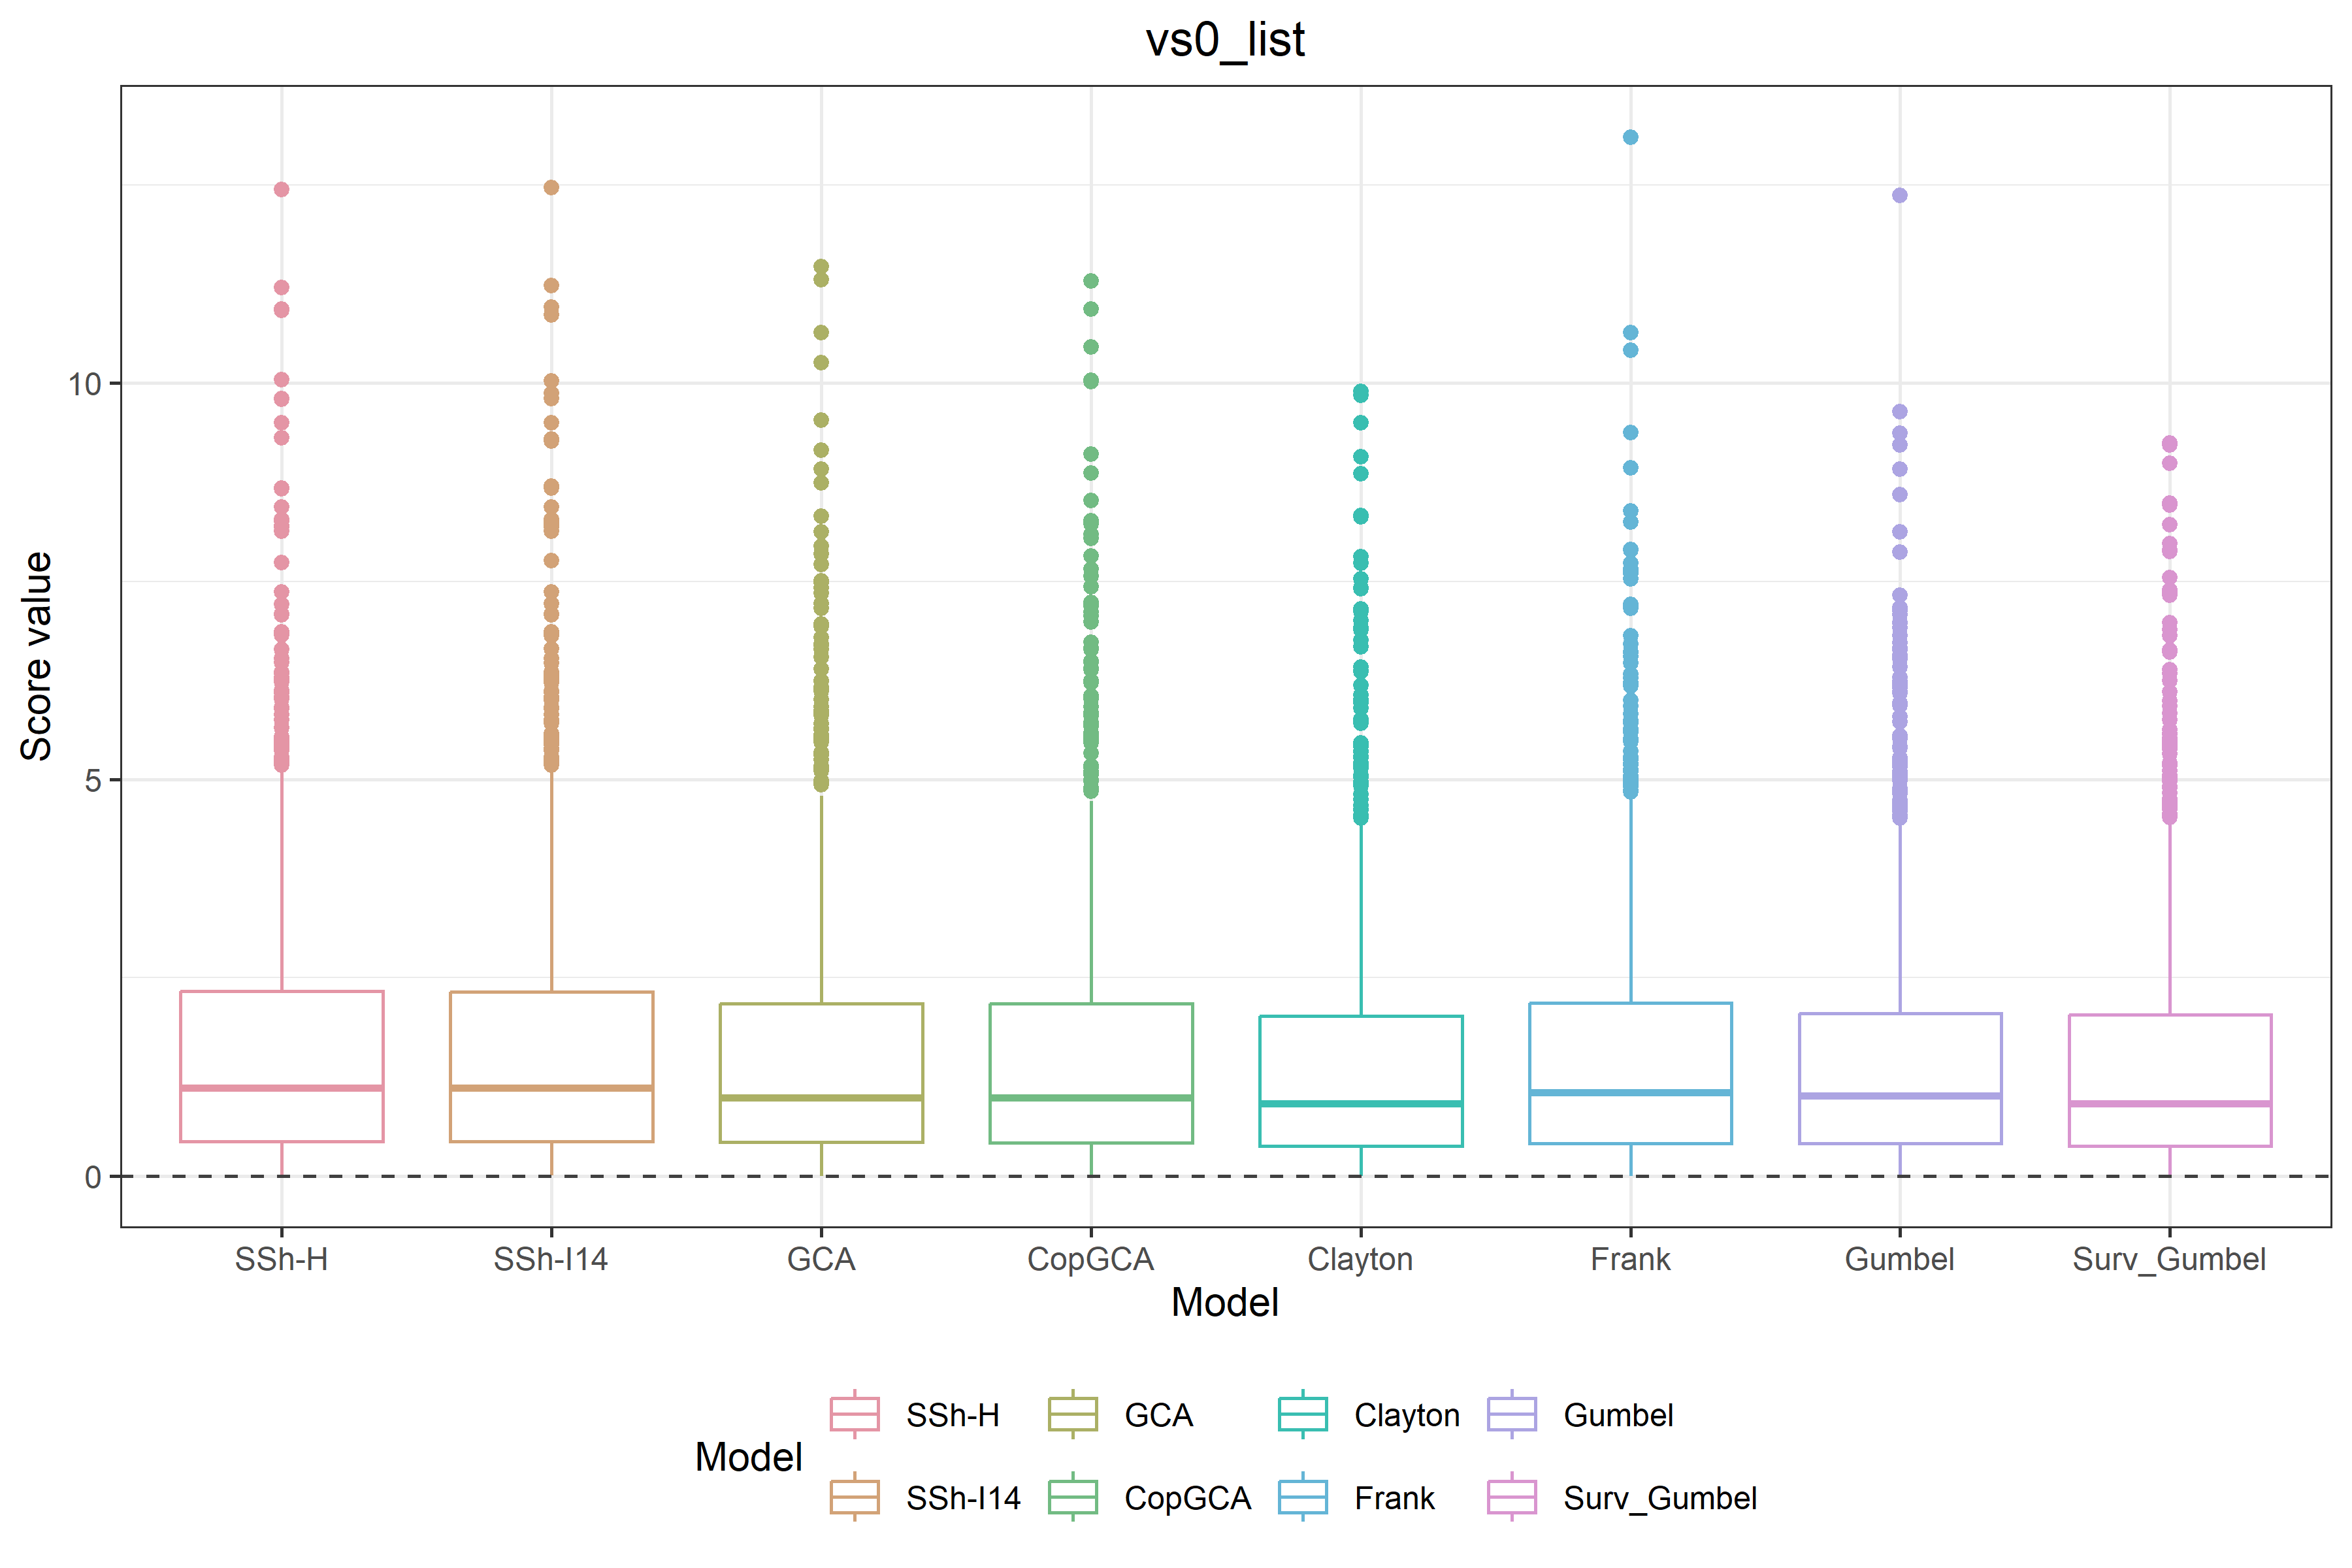 vs0_list
Score value
10
5
0
SSh-H SSh-I14 GCA CopGCA Clayton Frank Gumbel Surv_Gumbel
Model
Model
SSh-H GCA Clayton Gumbel
SSh-I14 CopGCA Frank Surv_Gumbel